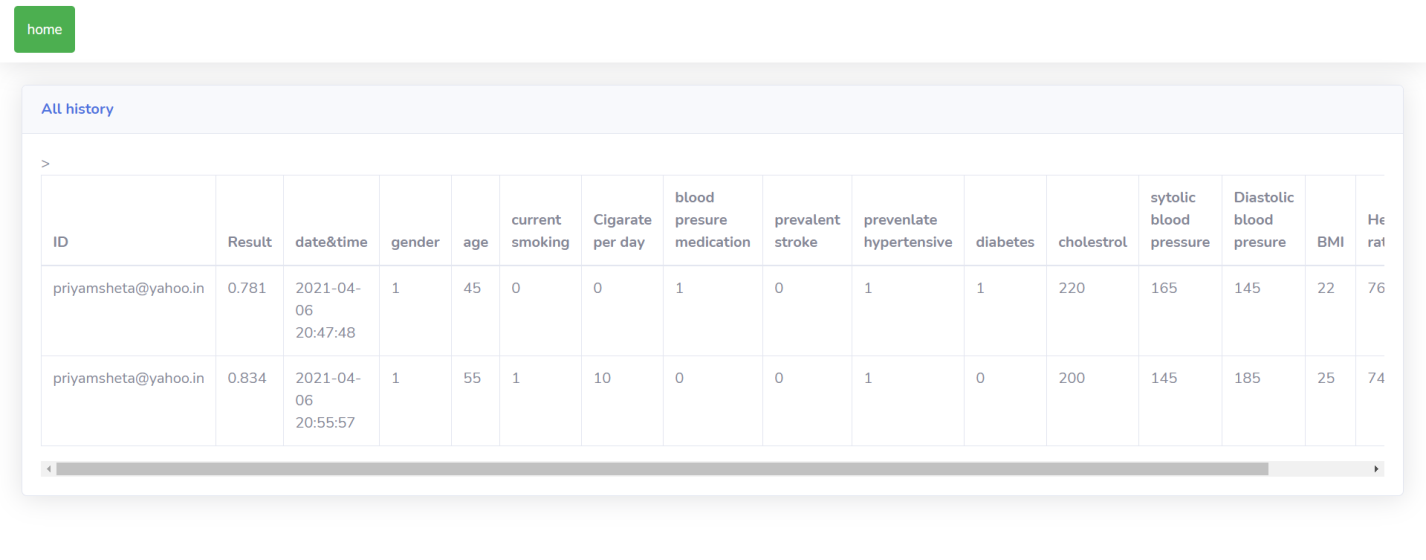 home
All history
>
ID Result date&time gender age current smoking Cigarate per day blood presure medication prevalent stroke prevenlate hypertensive diabetes cholestrol sytolic blood pressure Diastolic blood presure BMI He rat
priyamsheta@yahoo.in 0.781 2021-04-06 20:47:48 1 45 0 0 1 0 1 1 220 165 145 22 76
priyamsheta@yahoo.in 0.834 2021-04-06 20:55:57 1 55 1 10 0 0 1 0 200 145 185 25 74